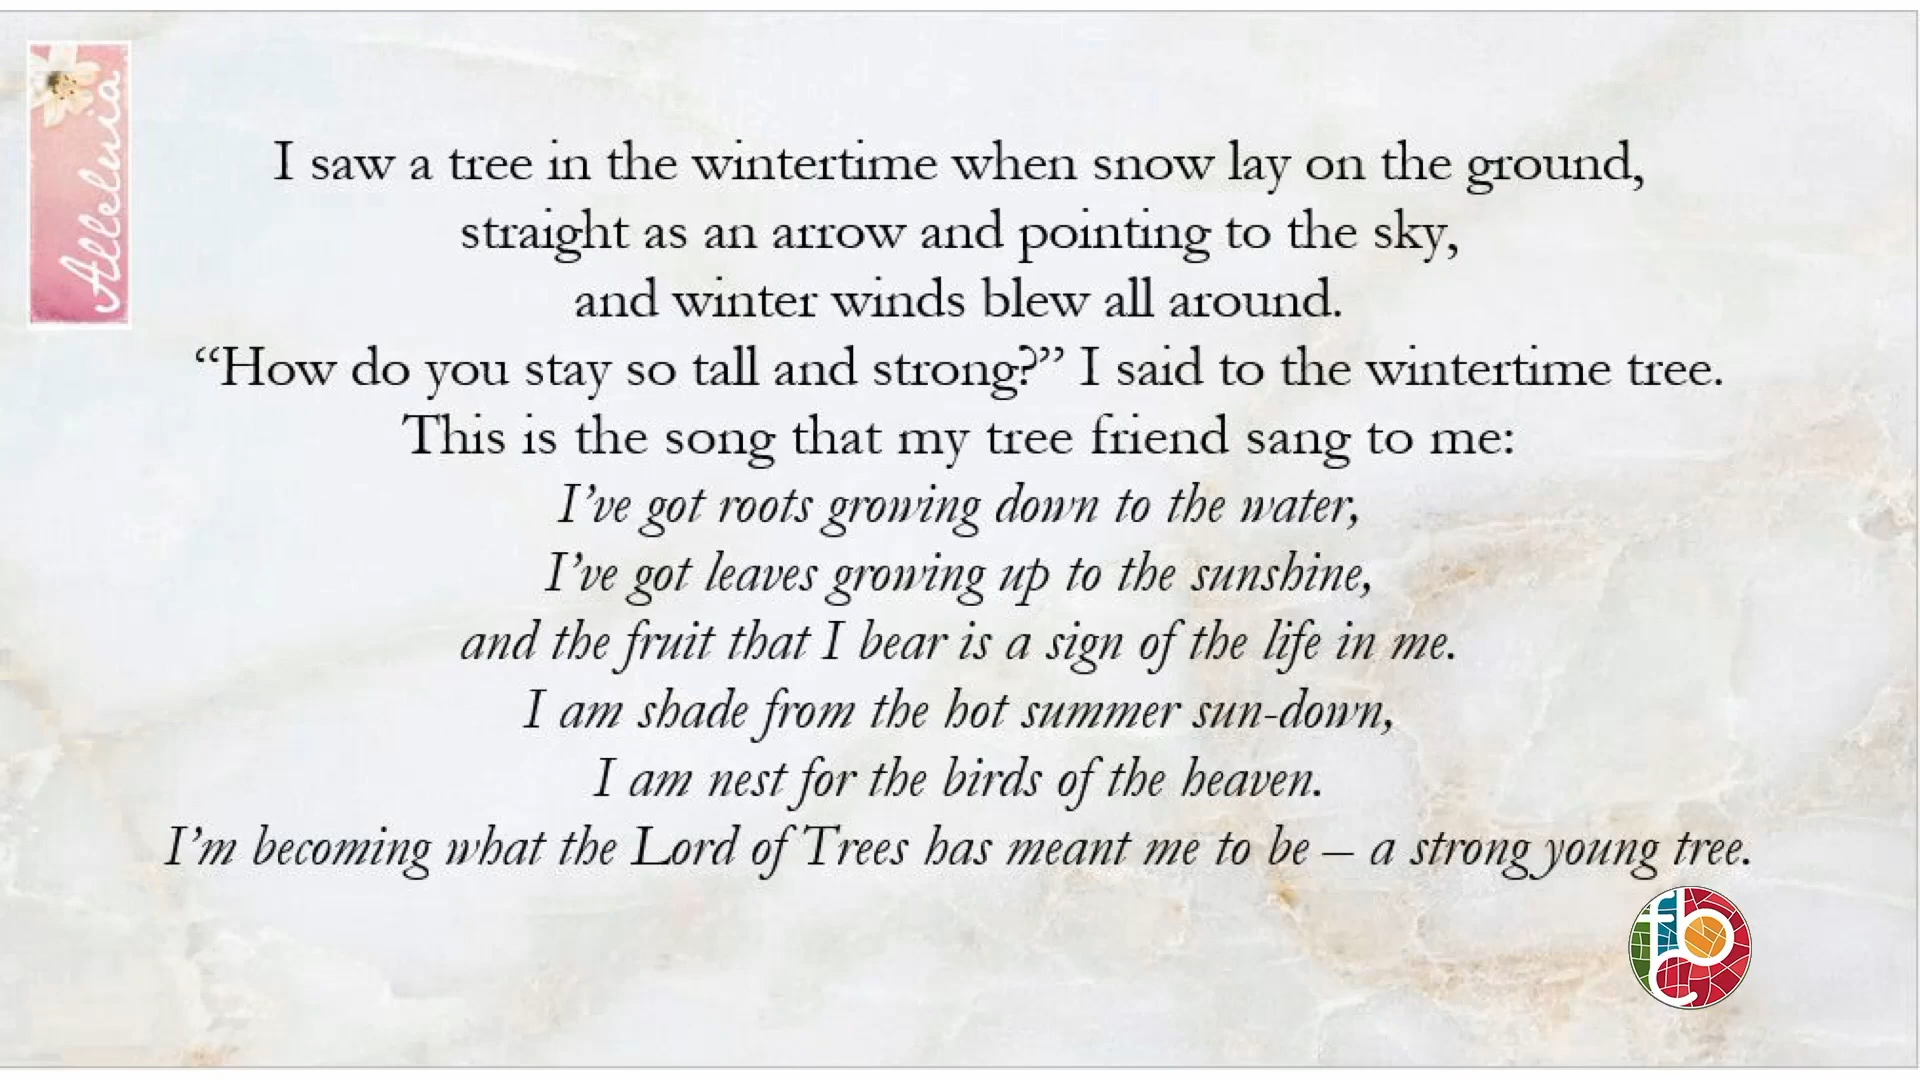 Alleluia
I saw a tree in the wintertime when snow lay on the ground,
straight as an arrow and pointing to the sky,
and winter winds blew all around.
“How do you stay so tall and strong?” I said to the wintertime tree.
This is the song that my tree friend sang to me:
I’ve got roots growing down to the water,
I’ve got leaves growing up to the sunshine,
and the fruit that I bear is a sign of the life in me.
I am shade from the hot summer sun-down,
I am nest for the birds of the heaven.
I’m becoming what the Lord of Trees has meant me to be – a strong young tree.